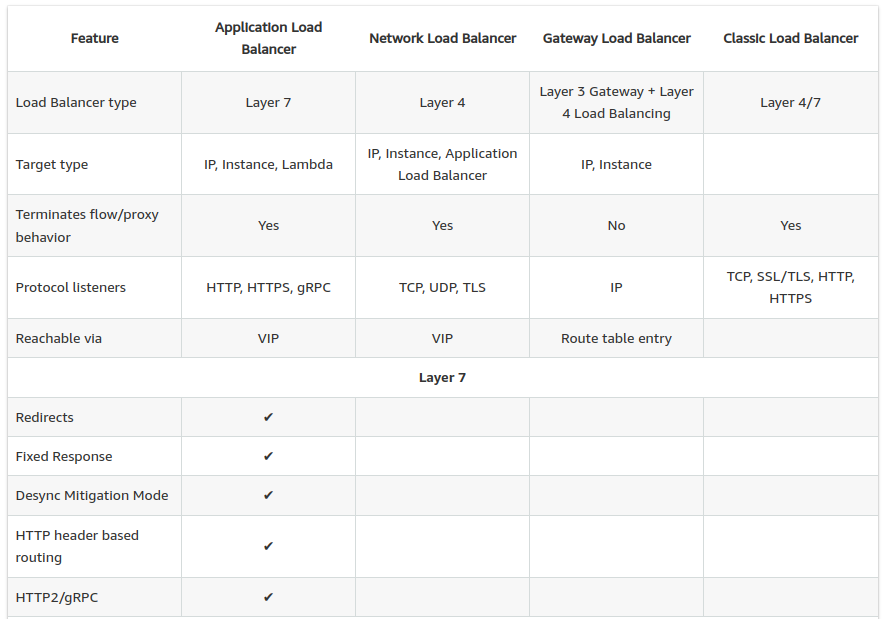 Feature
Application Load
Balancer
Network Load Balancer
Gateway Load Balancer
Classic Load Balancer
Load Balancer type
Layer 7
Layer 4
Layer 3 Gateway + Layer
4 Load Balancing
Layer 4/7
Target type
IP, Instance, Lambda
IP, Instance, Application
Load Balancer
IP, Instance
Terminates flow/proxy
behavior
Yes
Yes
No
Yes
Protocol listeners
HTTP, HTTPS, gRPC
TCP, UDP, TLS
IP
TCP, SSL/TLS, HTTP,
HTTPS
Reachable via
VIP
VIP
Route table entry
Layer 7
Redirects
✔
Fixed Response
✔
Desync Mitigation Mode
✔
HTTP header based
routing
✔
HTTP2/gRPC
✔